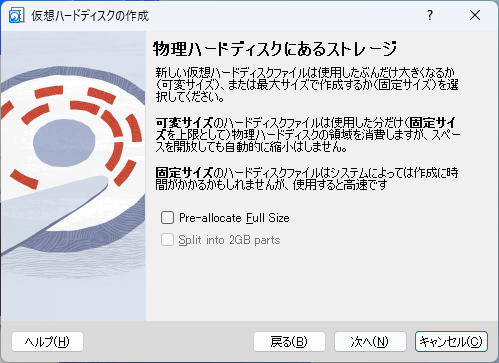 仮想ハードディスクの作成
?
物理ハードディスクにあるストレージ
新しい仮想ハードディスクファイルは使用したぶんだけ大きくなるか
(可変サイズ)、または最大サイズで作成するか(固定サイズ)を選
択してください。
可変サイズのハードディスクファイルは使用した分だけ(固定サイ
ズを上限として)物理ハードディスクの領域を消費しますが、スペー
スを開放しても自動的に縮小はしません。
固定サイズのハードディスクファイルはシステムによっては作成に時
間がかかるかもしれませんが、使用すると高速です
Pre-allocate Full Size
Split into 2GB parts
ヘルプ(H)
戻る(B)
次へ(N)
キャンセル(C)